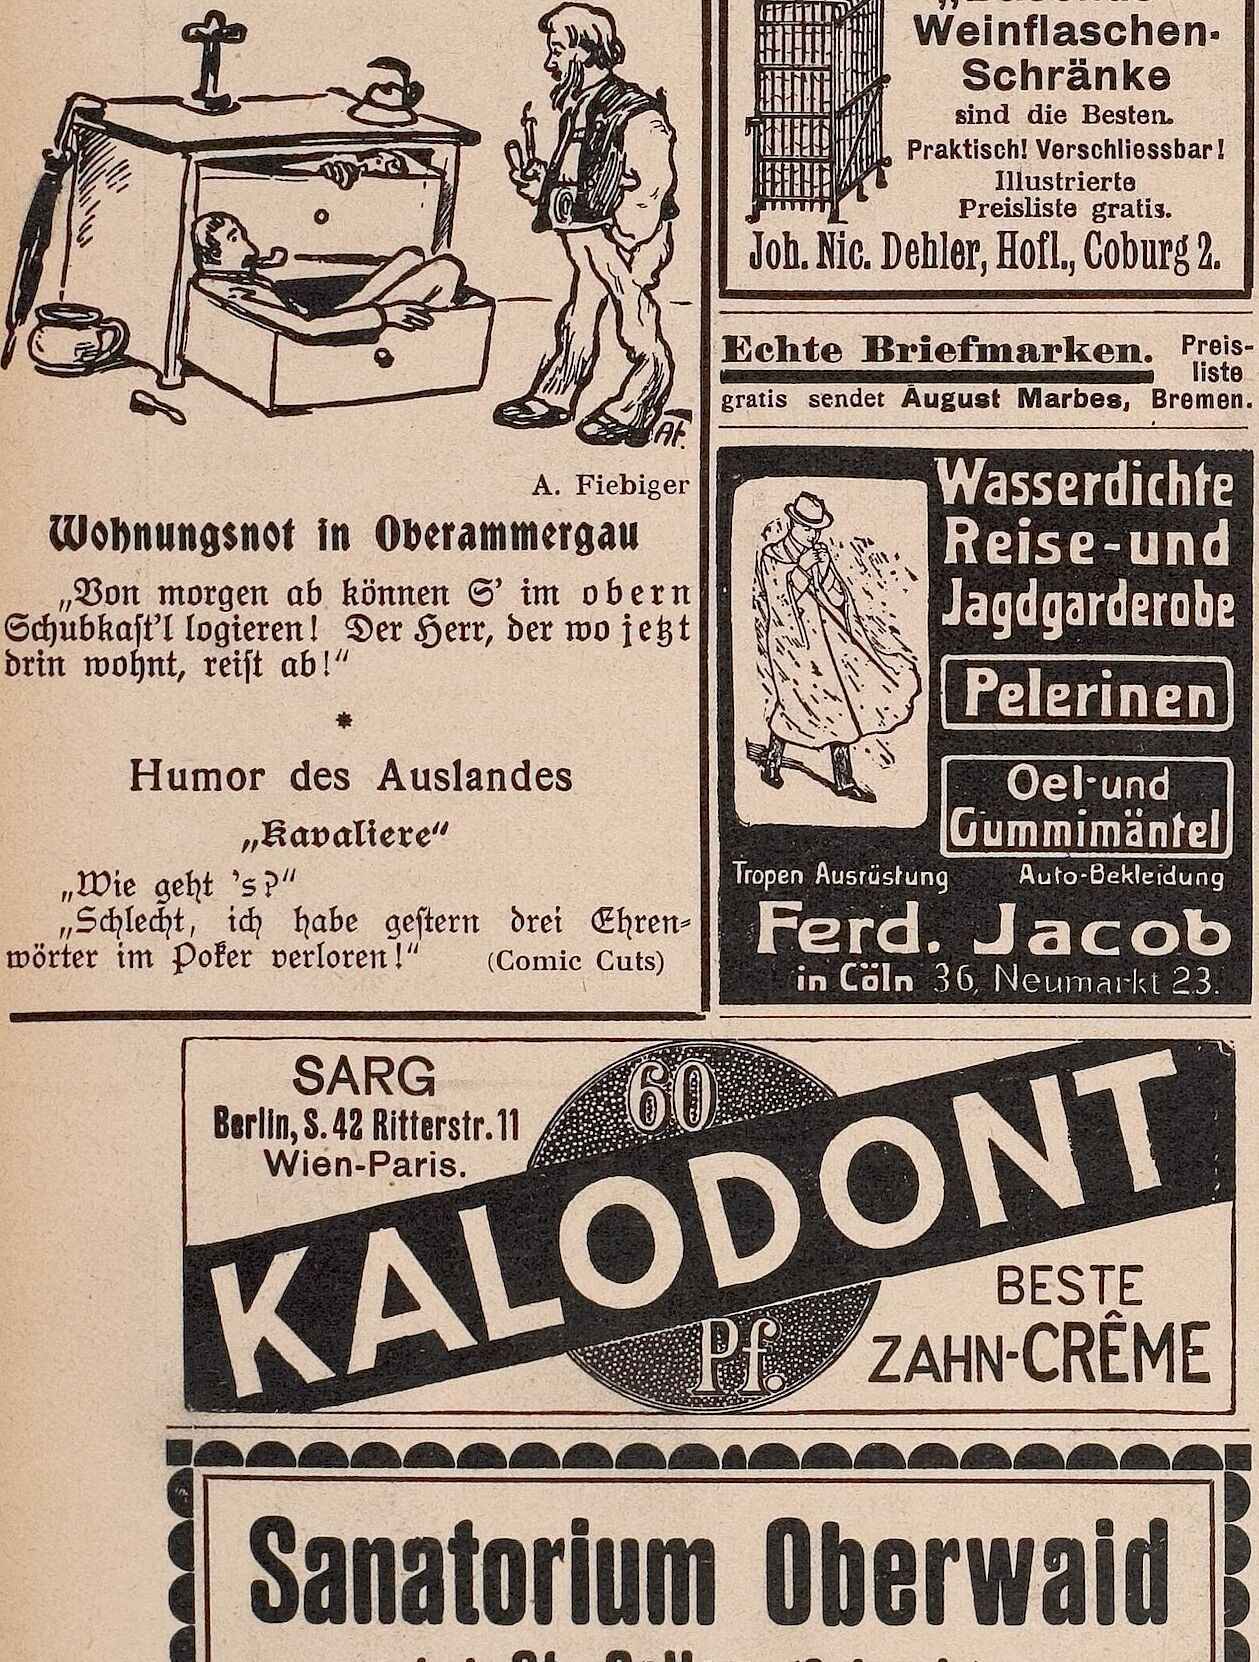 A. Fiebiger
Wohnungsnot in Oberammergau
„Von morgen ab können S' im obern
Schubkast'l logieren! Der Herr, der wo jetzt
drin wohnt, reist ab!“
*
Humor des Auslandes
„Kavaliere“
„Wie geht 's?“
„Schlecht, ich habe gestern drei Ehren-
wörter im Poker verloren!“ (Comic Cuts)
Weinflaschen-
Schränke
sind die Besten.
Praktisch! Verschliessbar!
Illustrierte
Preisliste gratis.
Joh. Nic. Dehler, Hofl., Coburg 2.
Echte Briefmarken. Preis-
liste
gratis sendet August Marbes, Bremen.
Wasserdichte
Reise-und
Jagdgarderobe
Pelerinen
Oel-und
Gummimäntel
Tropen Ausrüstung Auto-Bekleidung
Ferd. Jacob
in Cöln 36, Neumarkt 23.
SARG
Berlin, S. 42 Ritterstr. 11
Wien-Paris.
60
KALODONT
Pf.
BESTE
ZAHN-CRÊME
Sanatorium Oberwaid